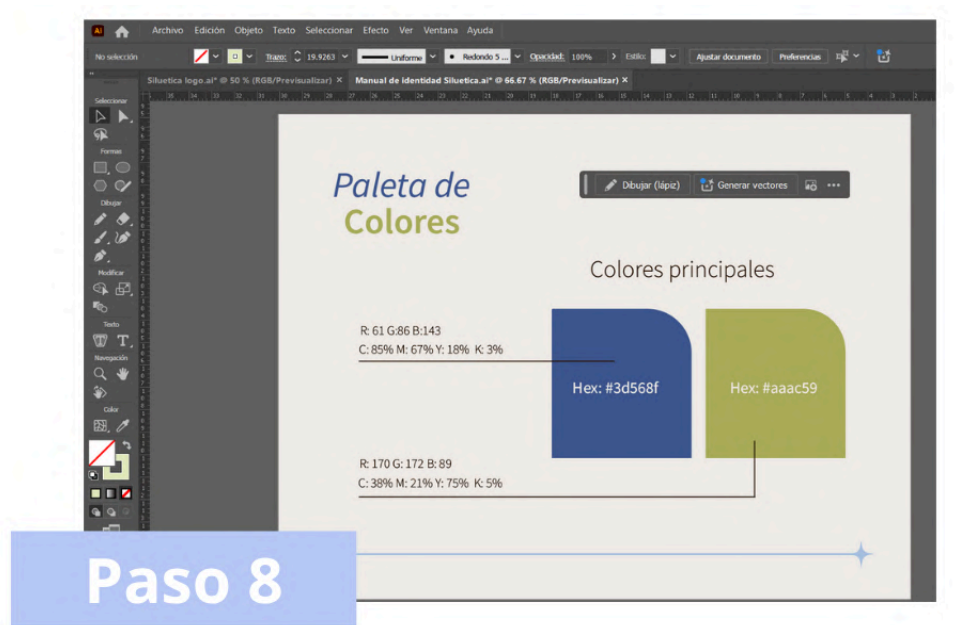 Ai Archivo Edición Objeto Texto Seleccionar Efecto Ver Ventana Ayuda
No selección Trazo: 19.9263 Uniforme Redondo 5 ... Opacidad: 100% Estilo: Ajustar documento Preferencias
Siluetica logo.ai* @ 50 % (RGB/Previsualizar) × Manual de identidad Siluetica.ai* @ 66.67 % (RGB/Previsualizar) ×
Seleccionar
Formas
Dibujar
Modificar
Texto
Navegación
Color
Paleta de
Colores
Dibujar (lápiz) Generar vectores
Colores principales
R: 61 G:86 B:143
C: 85% M: 67% Y: 18% K: 3%
Hex: #3d568f Hex: #aaac59
R: 170 G: 172 B: 89
C: 38% M: 21% Y: 75% K: 5%
Paso 8